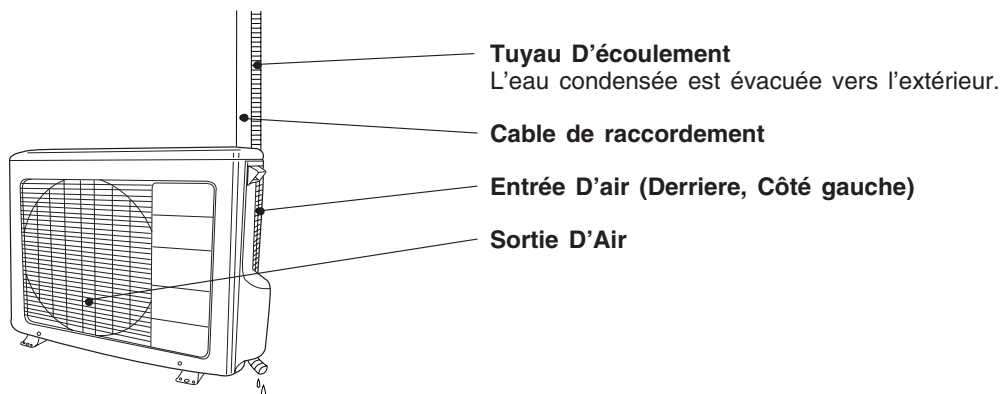 Tuyau D’écoulement
L’eau condensée est évacuée vers l’extérieur.
Cable de raccordement
Entrée D’air (Derriere, Côté gauche)
Sortie D’Air